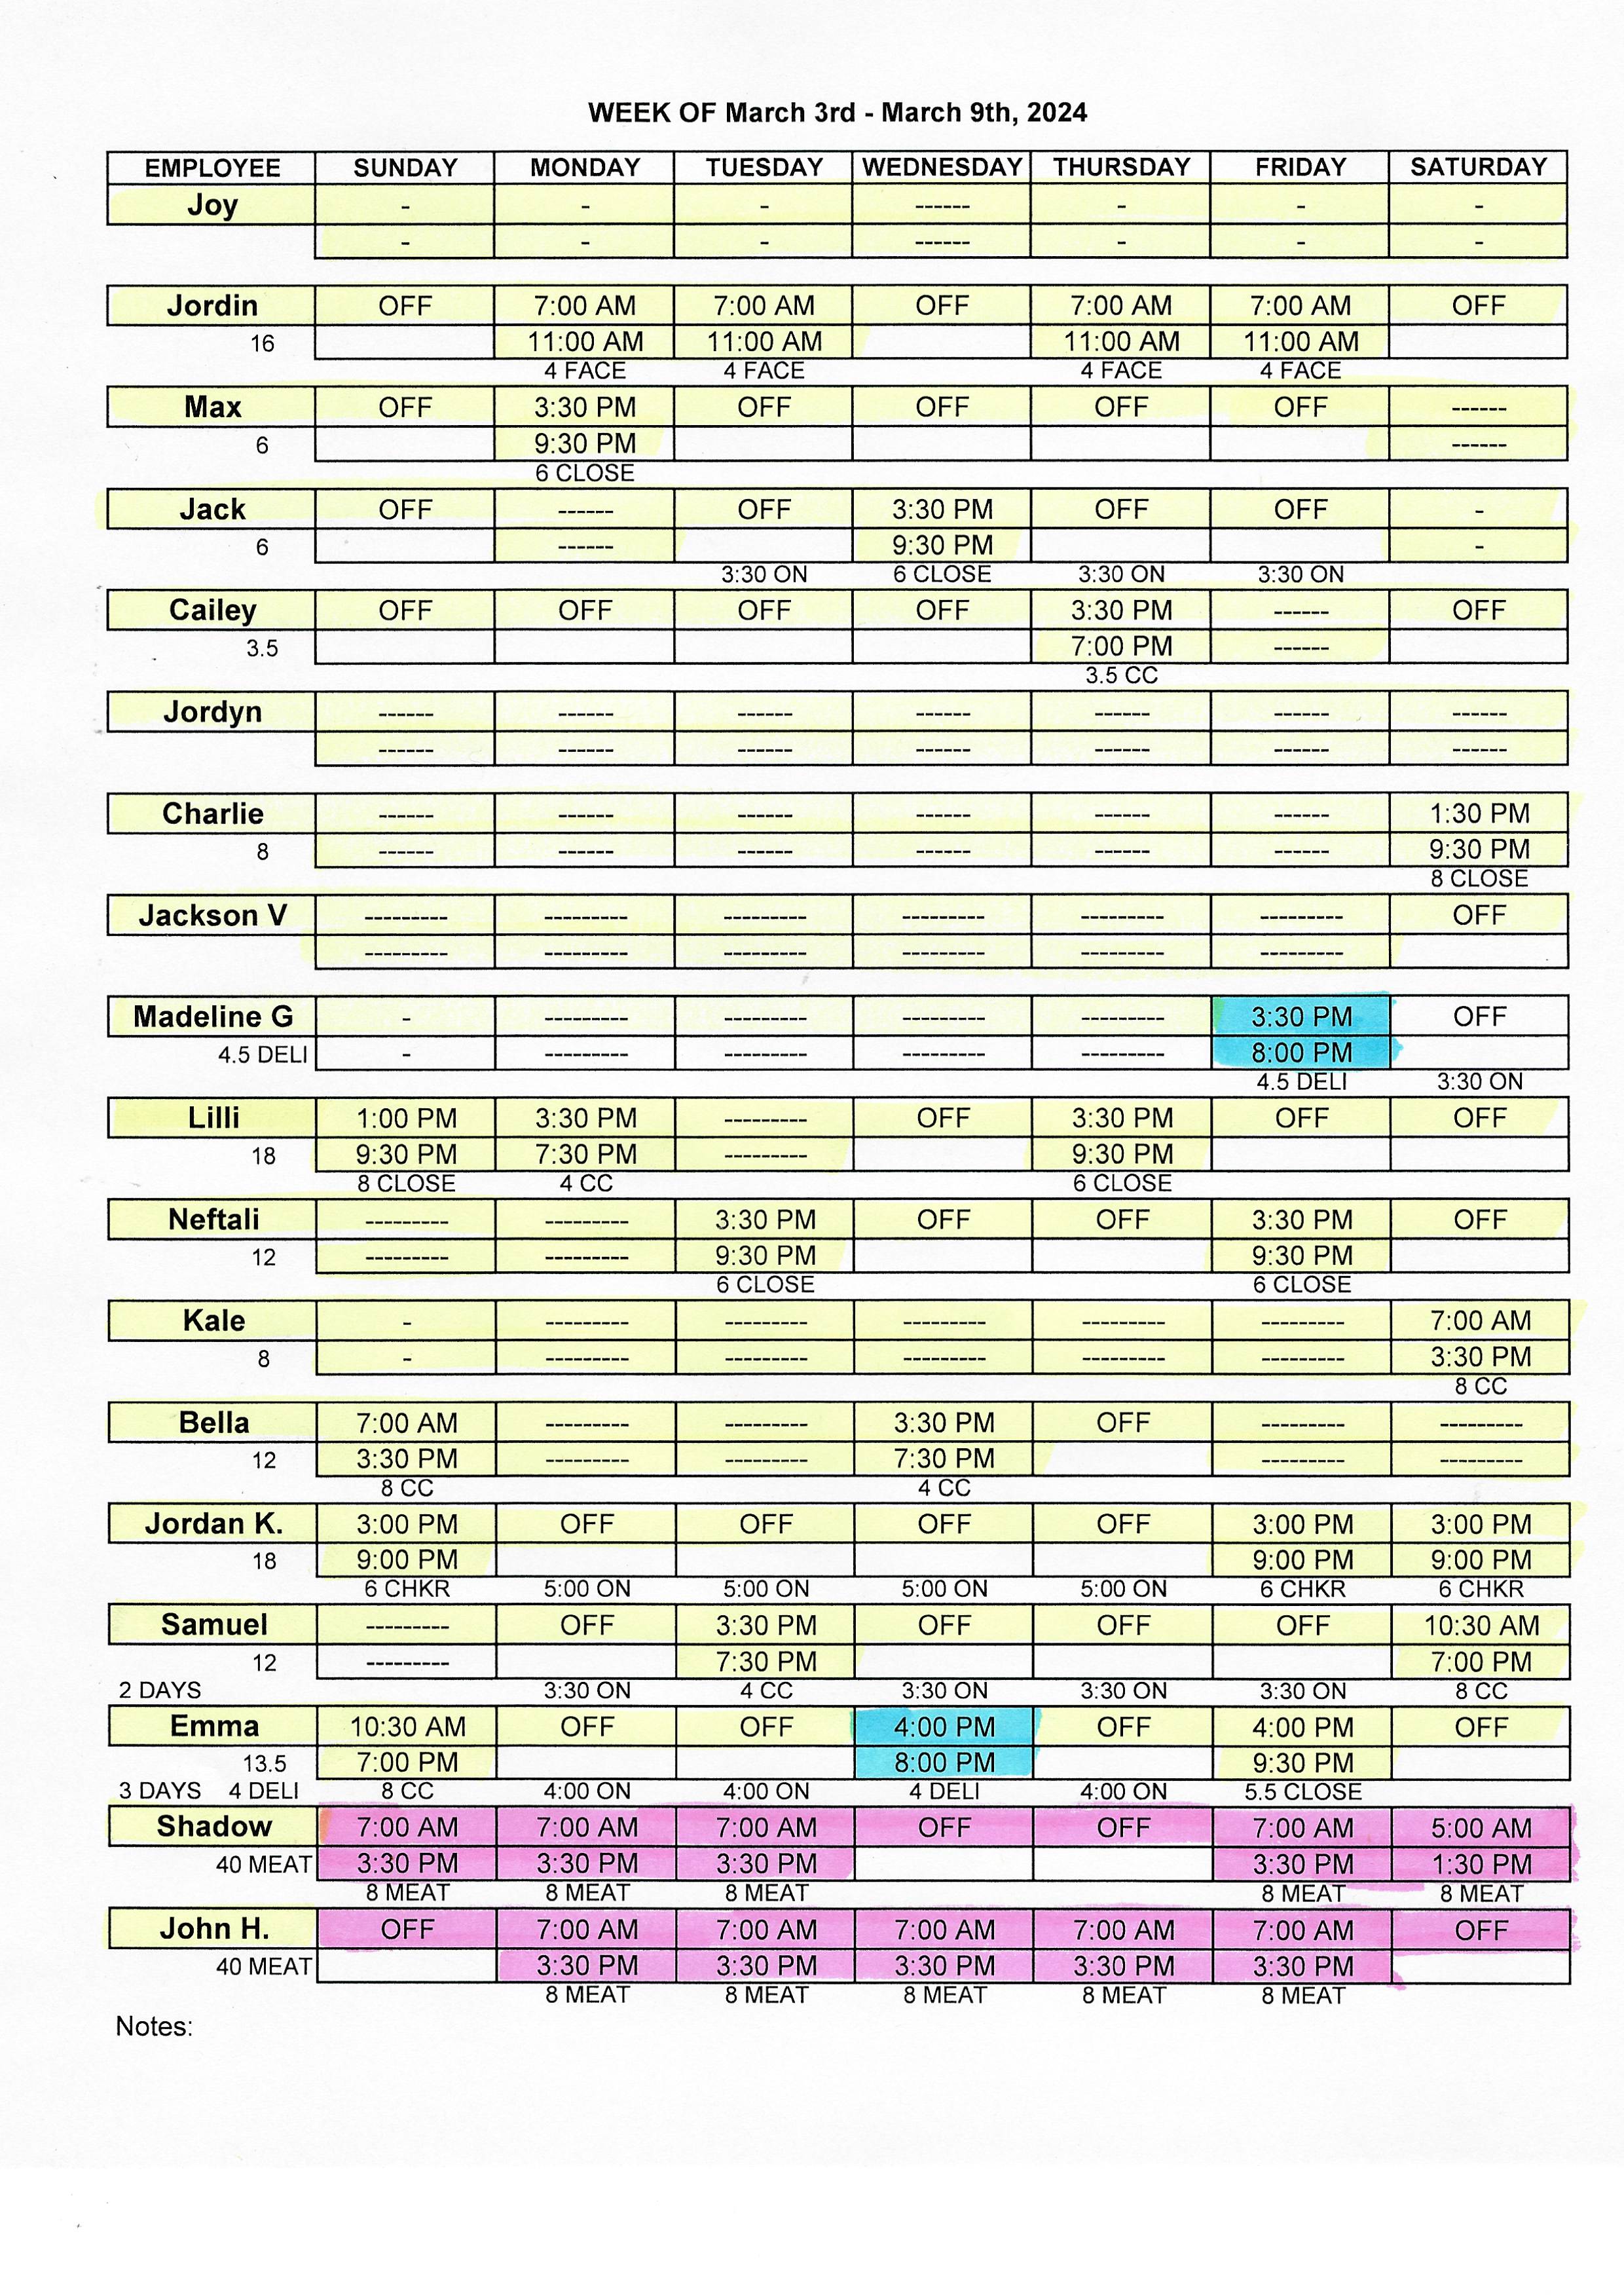 WEEK OF March 3rd - March 9th, 2024
EMPLOYEE SUNDAY MONDAY TUESDAY WEDNESDAY THURSDAY FRIDAY SATURDAY
Joy - - - ------ - - -
- - - ------ - - -
Jordin OFF 7:00 AM 7:00 AM OFF 7:00 AM 7:00 AM OFF
16 11:00 AM 11:00 AM 11:00 AM 11:00 AM
4 FACE 4 FACE 4 FACE 4 FACE
Max OFF 3:30 PM OFF OFF OFF OFF ------
6 9:30 PM ------
6 CLOSE
Jack OFF ------ OFF 3:30 PM OFF OFF -
6 ------ 9:30 PM -
3:30 ON 6 CLOSE 3:30 ON 3:30 ON
Cailey OFF OFF OFF OFF 3:30 PM ------ OFF
3.5 7:00 PM ------
3.5 CC
Jordyn ------ ------ ------ ------ ------ ------ ------
------ ------ ------ ------ ------ ------ ------
Charlie ------ ------ ------ ------ ------ ------ 1:30 PM
8 ------ ------ ------ ------ ------ ------ 9:30 PM
8 CLOSE
Jackson V --------- --------- --------- --------- --------- --------- OFF
--------- --------- --------- --------- --------- ---------
Madeline G - --------- --------- --------- --------- 3:30 PM OFF
4.5 DELI - --------- --------- --------- --------- 8:00 PM
4.5 DELI 3:30 ON
Lilli 1:00 PM 3:30 PM --------- OFF 3:30 PM OFF OFF
18 9:30 PM 7:30 PM --------- 9:30 PM
8 CLOSE 4 CC 6 CLOSE
Neftali --------- --------- 3:30 PM OFF OFF 3:30 PM OFF
12 --------- --------- 9:30 PM 9:30 PM
6 CLOSE 6 CLOSE
Kale - --------- --------- --------- --------- --------- 7:00 AM
8 - --------- --------- --------- --------- --------- 3:30 PM
8 CC
Bella 7:00 AM --------- --------- 3:30 PM OFF --------- ---------
12 3:30 PM --------- --------- 7:30 PM --------- ---------
8 CC 4 CC
Jordan K. 3:00 PM OFF OFF OFF OFF 3:00 PM 3:00 PM
18 9:00 PM 9:00 PM 9:00 PM
6 CHKR 5:00 ON 5:00 ON 5:00 ON 5:00 ON 6 CHKR 6 CHKR
Samuel --------- OFF 3:30 PM OFF OFF OFF 10:30 AM
12 --------- 7:30 PM 7:00 PM
2 DAYS 3:30 ON 4 CC 3:30 ON 3:30 ON 3:30 ON 8 CC
Emma 10:30 AM OFF OFF 4:00 PM OFF 4:00 PM OFF
13.5 7:00 PM 8:00 PM 9:30 PM
3 DAYS 4 DELI 8 CC 4:00 ON 4:00 ON 4 DELI 4:00 ON 5.5 CLOSE
Shadow 7:00 AM 7:00 AM 7:00 AM OFF OFF 7:00 AM 5:00 AM
40 MEAT 3:30 PM 3:30 PM 3:30 PM 3:30 PM 1:30 PM
8 MEAT 8 MEAT 8 MEAT 8 MEAT 8 MEAT
John H. OFF 7:00 AM 7:00 AM 7:00 AM 7:00 AM 7:00 AM OFF
40 MEAT 3:30 PM 3:30 PM 3:30 PM 3:30 PM 3:30 PM
8 MEAT 8 MEAT 8 MEAT 8 MEAT 8 MEAT
Notes: